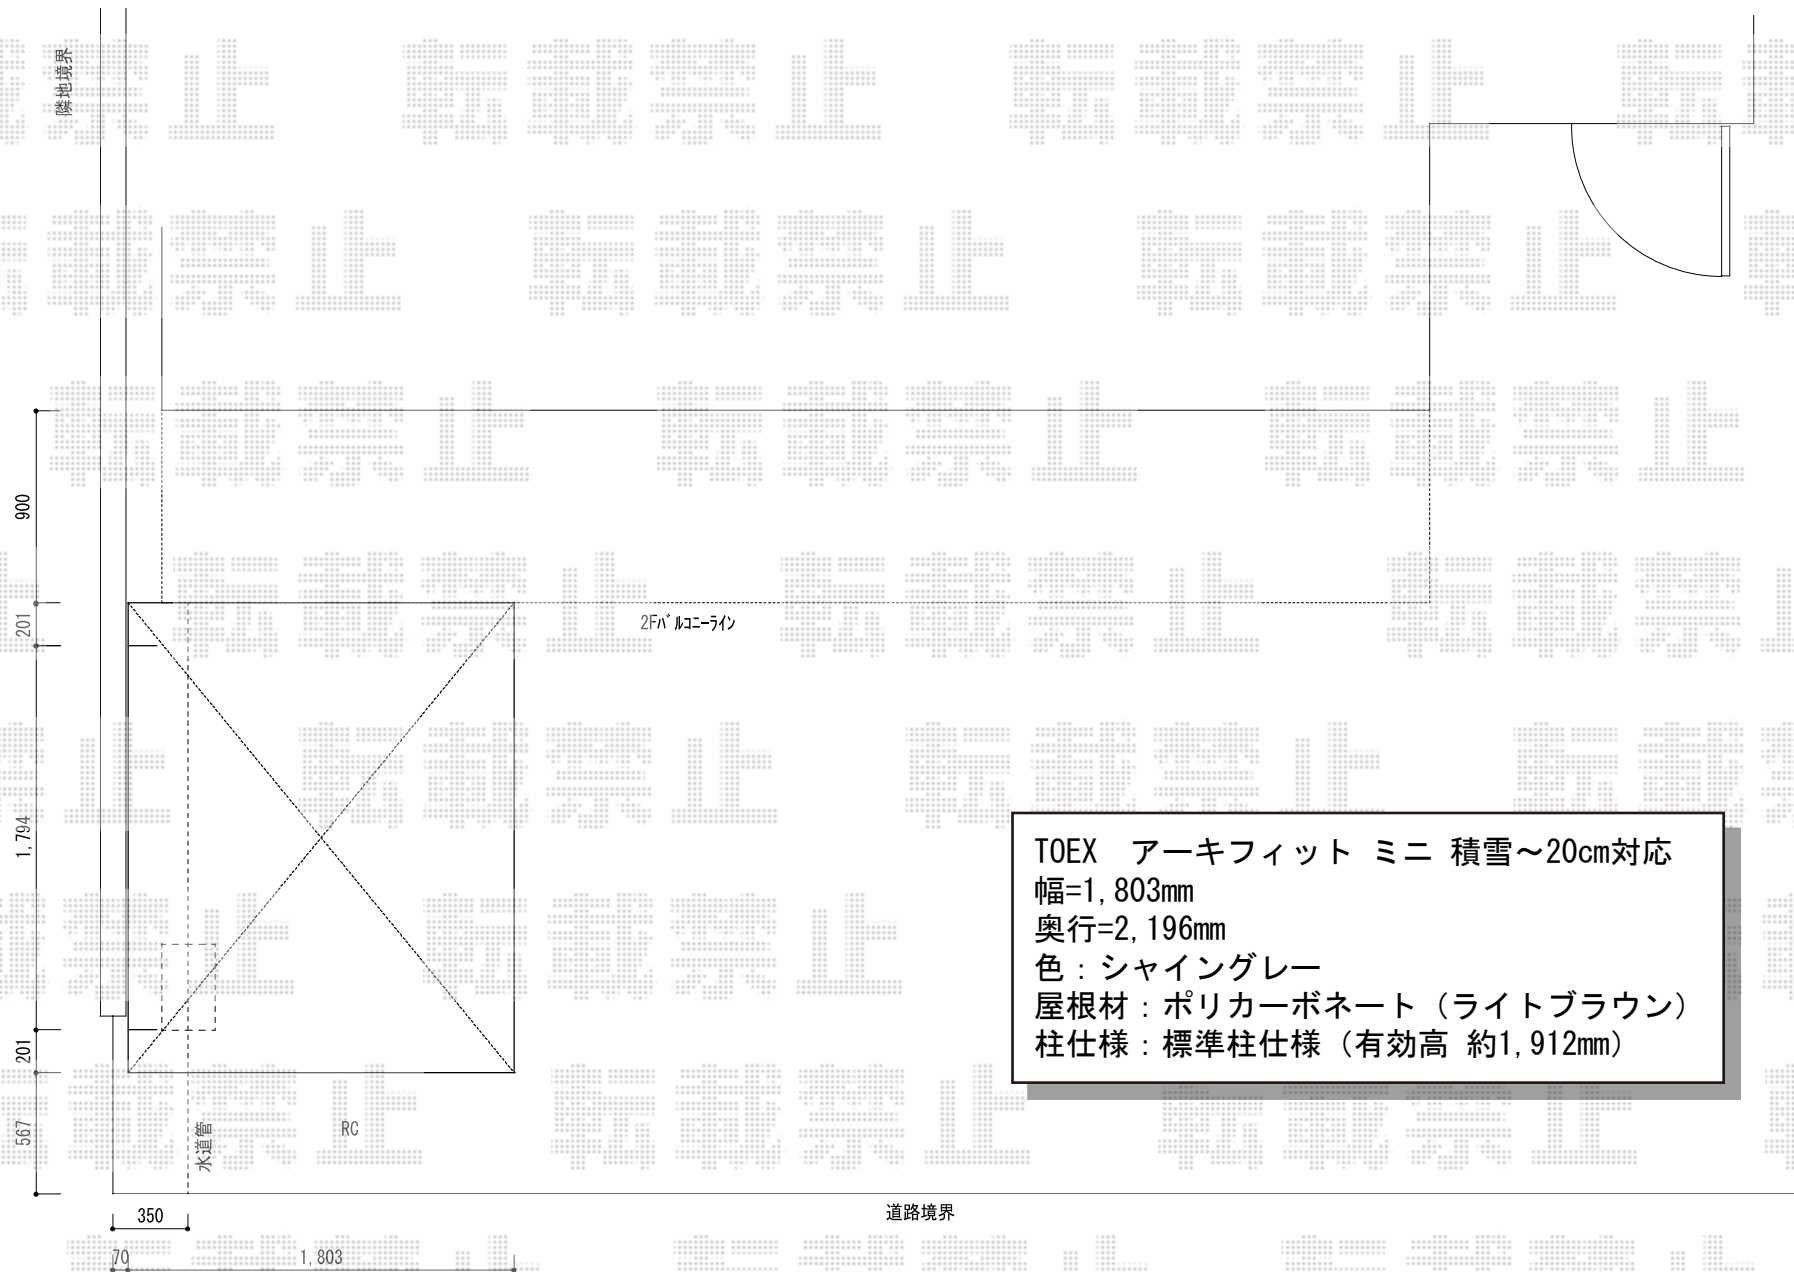 転載禁止
隣地境界
900
201
1,794
201
567
2Fバルコニーライン
TOEX アーキフィット ミニ 積雪～20cm対応
幅=1,803mm
奥行=2,196mm
色：シャイングレー
屋根材：ポリカーボネート（ライトブラウン）
柱仕様：標準柱仕様（有効高 約1,912mm）
水道管
RC
道路境界
350
70
1,803